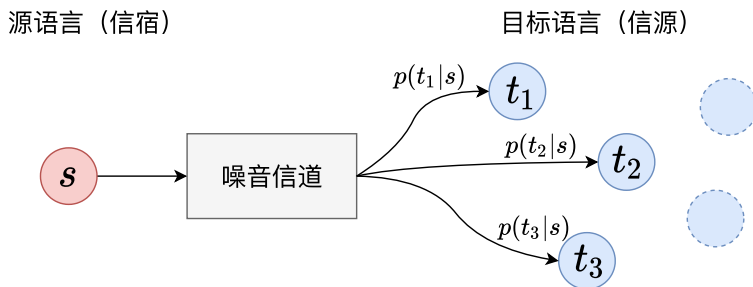 源语言（信宿）
目标语言（信源）
s
噪音信道
p(t₁|s)
t₁
p(t₂|s)
t₂
p(t₃|s)
t₃